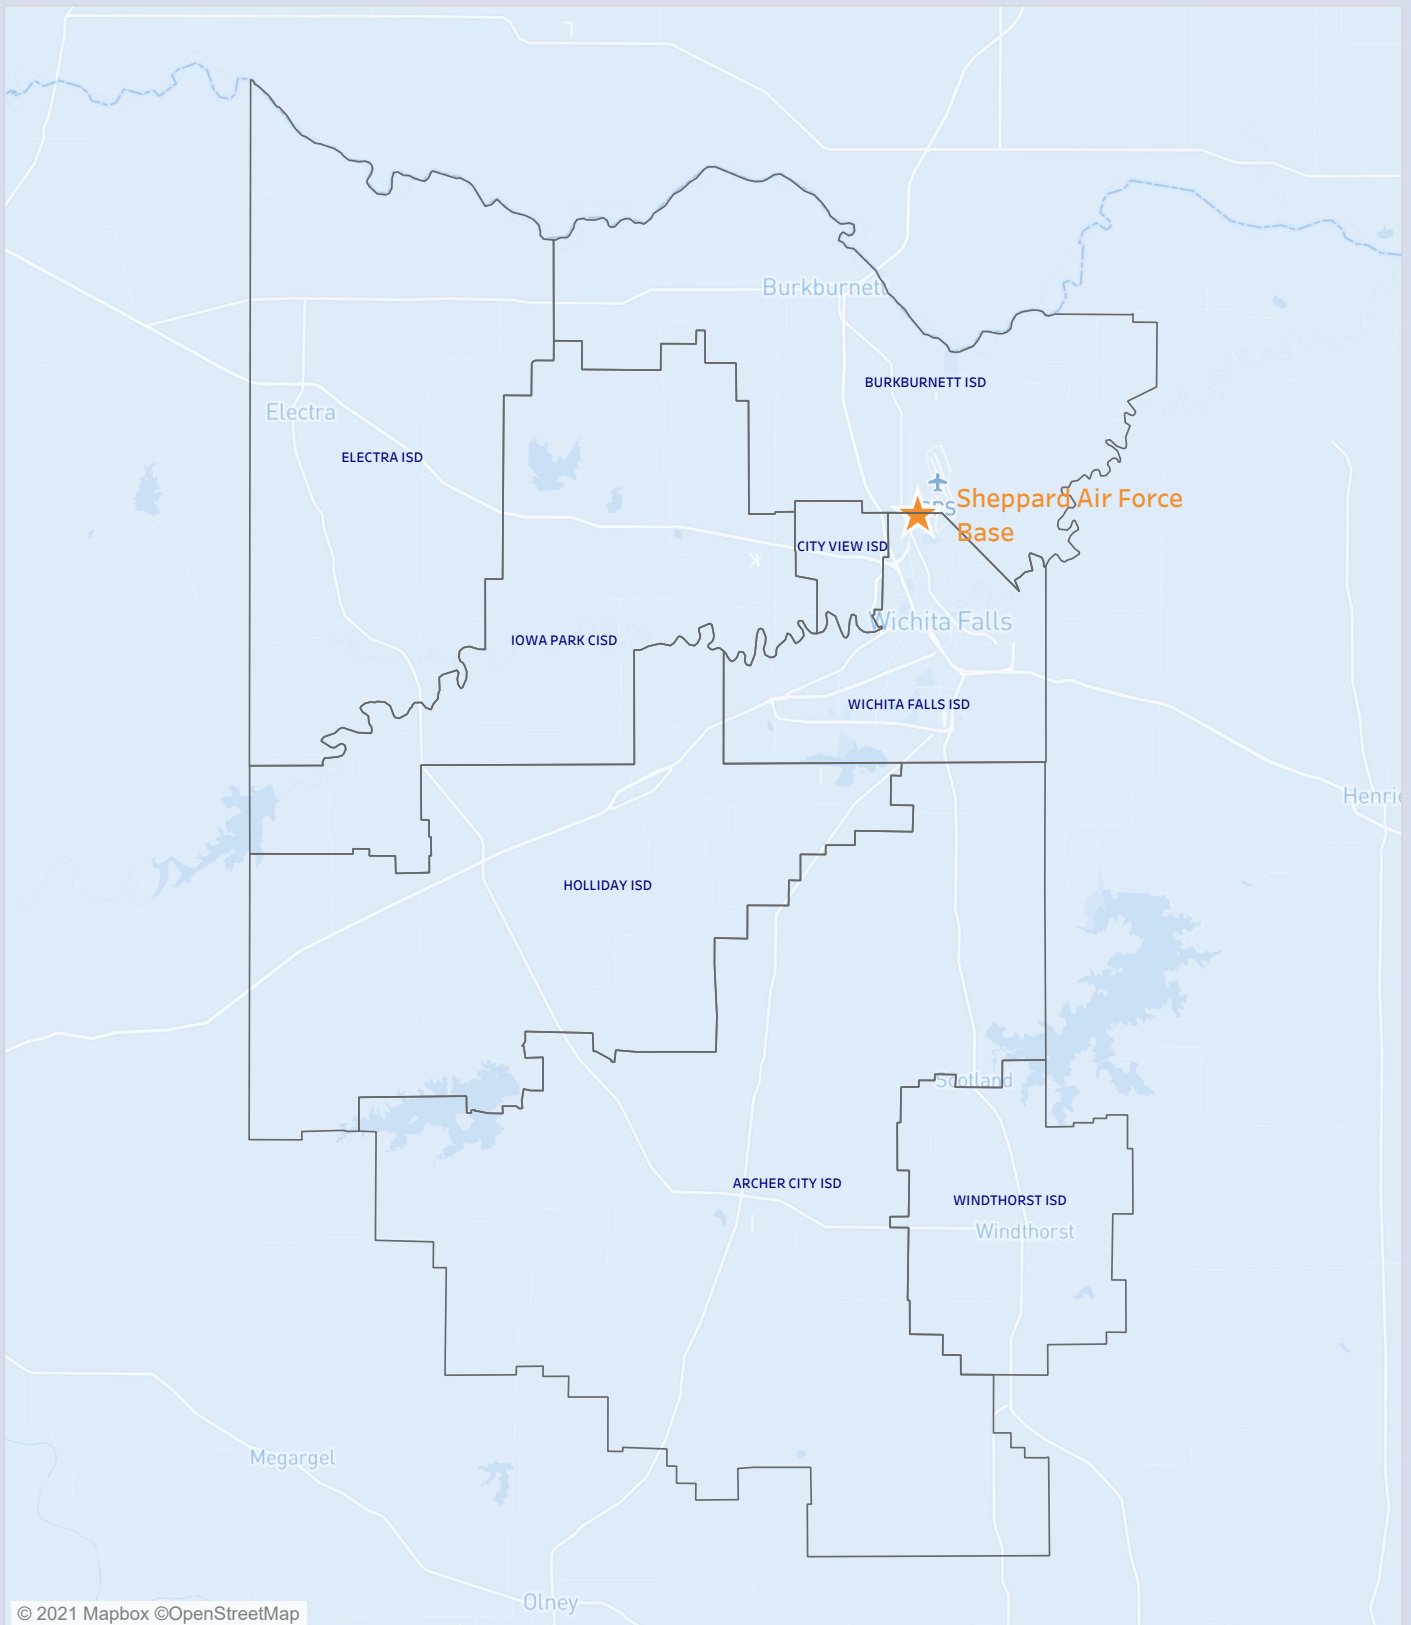 Burkburnett
BURKBURNETT ISD
Electra
ELECTRA ISD
Sheppard Air Force
Base
CITY VIEW ISD
Wichita Falls
IOWA PARK CISD
WICHITA FALLS ISD
Henrie
HOLLIDAY ISD
Scotland
ARCHER CITY ISD
WINDTHORST ISD
Windthorst
Megargel
Olney
© 2021 Mapbox ©OpenStreetMap